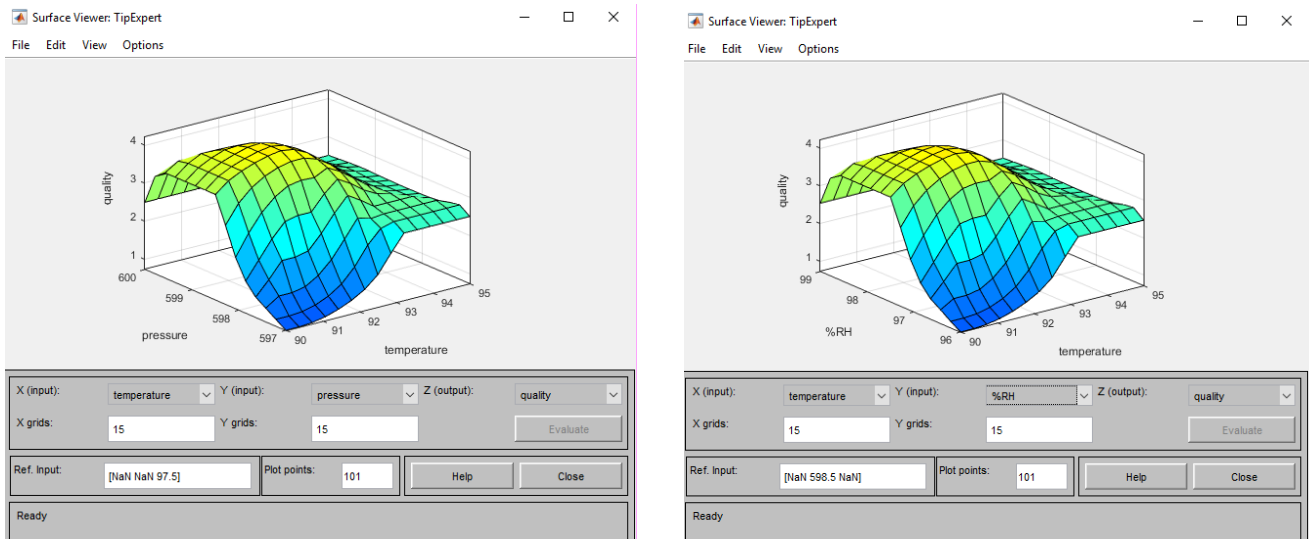 Surface Viewer: TipExpert
File Edit View Options
4
3
2
1
quality
600
599
598
597
pressure
90
91
92
93
94
95
temperature
X (input): temperature Y (input): pressure Z (output): quality
X grids: 15 Y grids: 15 Evaluate
Ref. Input: [NaN NaN 97.5] Plot points: 101 Help Close
Ready
Surface Viewer: TipExpert
File Edit View Options
4
3
2
1
quality
99
98
97
96
%RH
90
91
92
93
94
95
temperature
X (input): temperature Y (input): %RH Z (output): quality
X grids: 15 Y grids: 15 Evaluate
Ref. Input: [NaN 598.5 NaN] Plot points: 101 Help Close
Ready